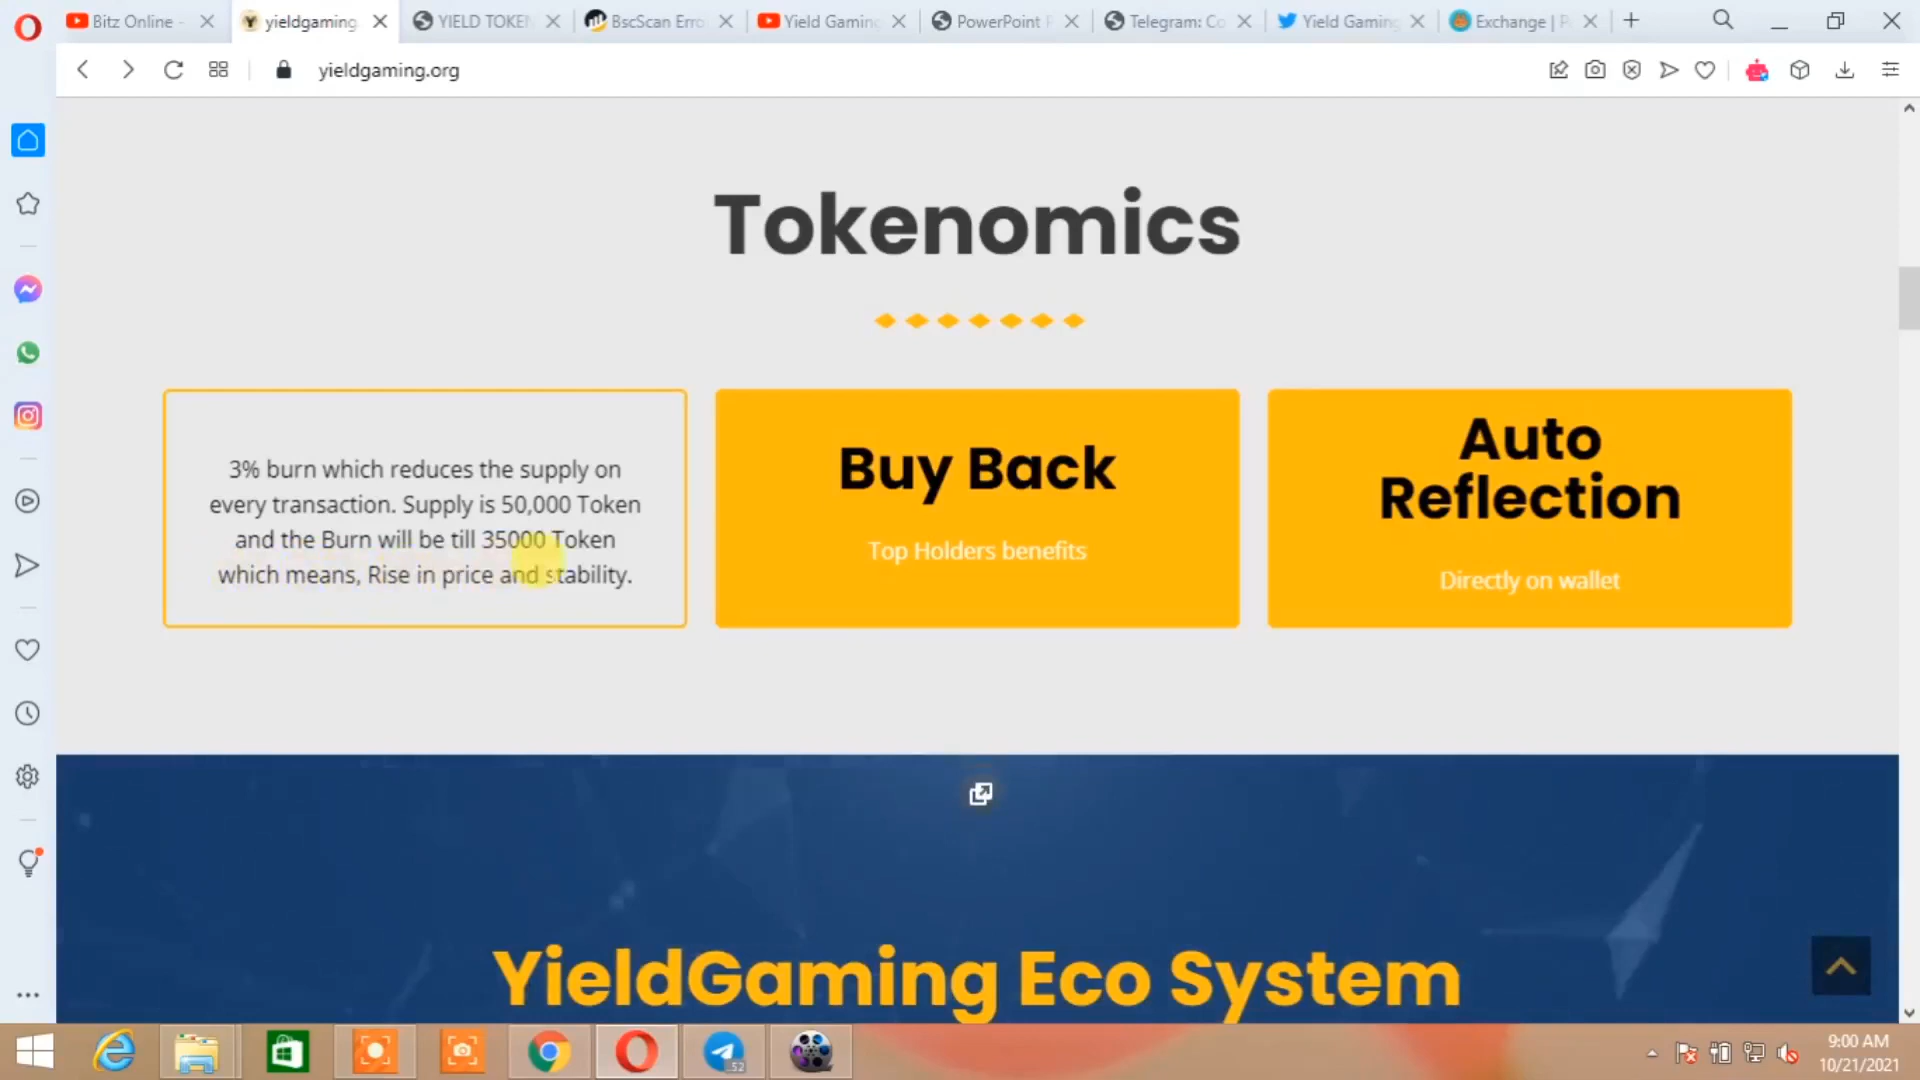 Bitz Online -
yieldgaming
YIELD TOKEN
BscScan Erro
Yield Gaming
PowerPoint P
Telegram: Co
Yield Gaming
Exchange | P
yieldgaming.org
Tokenomics
3% burn which reduces the supply on
every transaction. Supply is 50,000 Token
and the Burn will be till 35000 Token
which means, Rise in price and stability.
Buy Back
Top Holders benefits
Auto
Reflection
Directly on wallet
YieldGaming Eco System
52
9:00 AM
10/21/2021